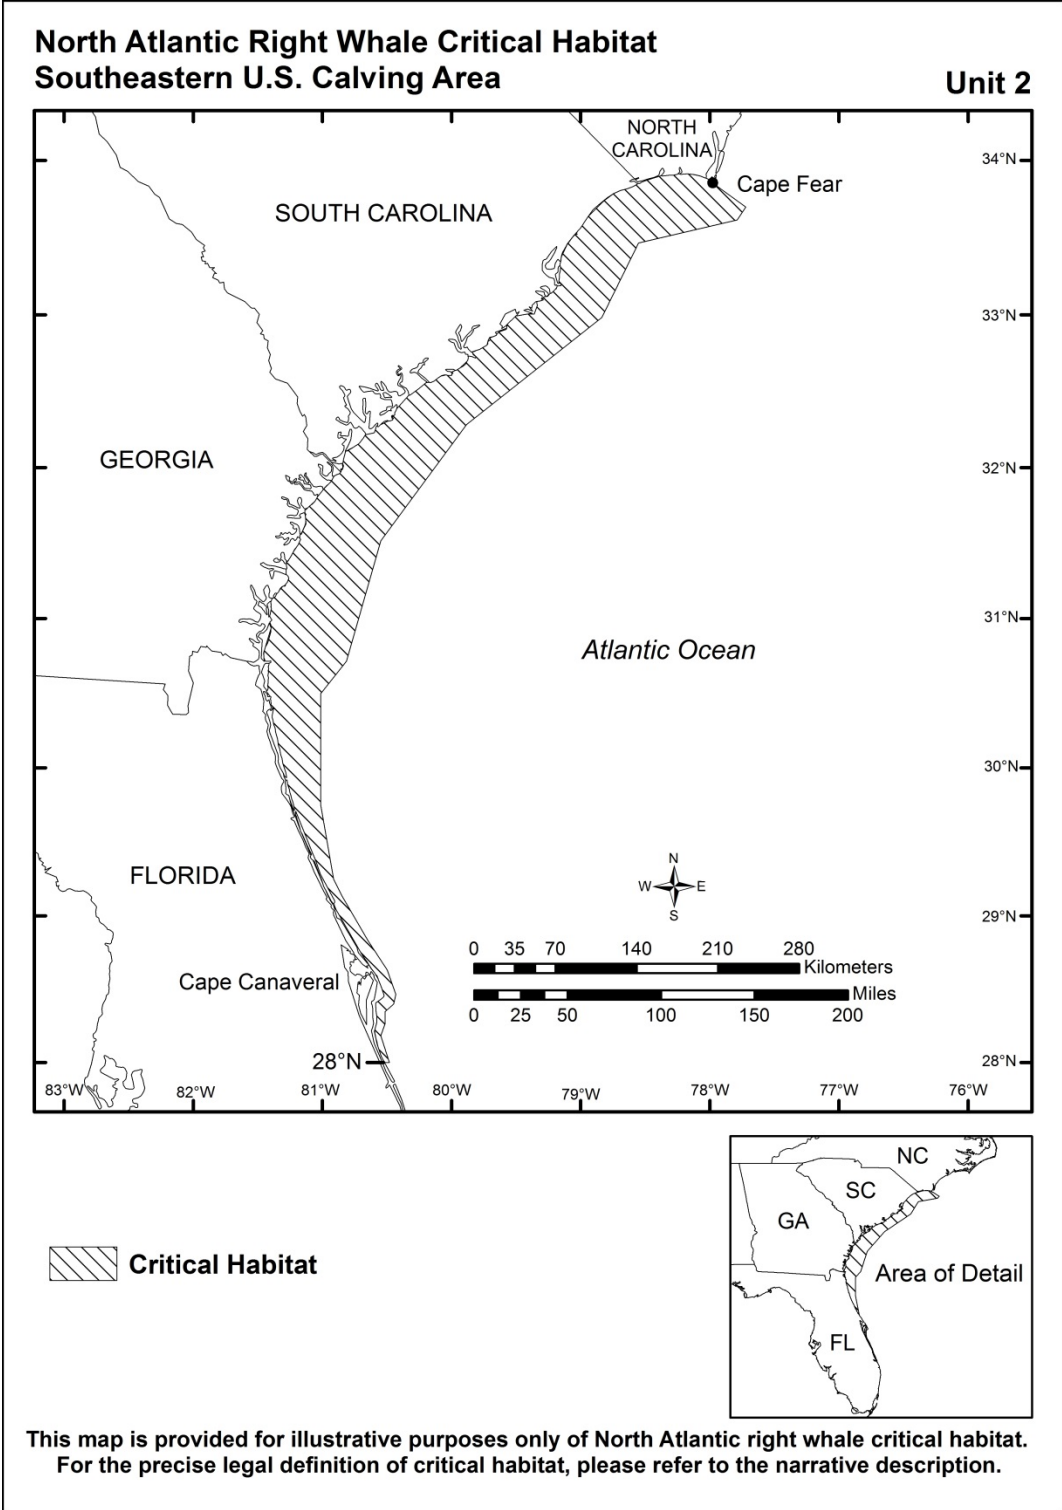 North Atlantic Right Whale Critical Habitat
Southeastern U.S. Calving Area
Unit 2
NORTH
CAROLINA
34°N
Cape Fear
SOUTH CAROLINA
33°N
GEORGIA
32°N
31°N
Atlantic Ocean
30°N
FLORIDA
N
W E
S
29°N
0 35 70 140 210 280
Kilometers
Cape Canaveral
Miles
0 25 50 100 150 200
28°N
28°N
83°W 82°W 81°W 80°W 79°W 78°W 77°W 76°W
NC
SC
GA
Critical Habitat
Area of Detail
FL
This map is provided for illustrative purposes only of North Atlantic right whale critical habitat.
For the precise legal definition of critical habitat, please refer to the narrative description.